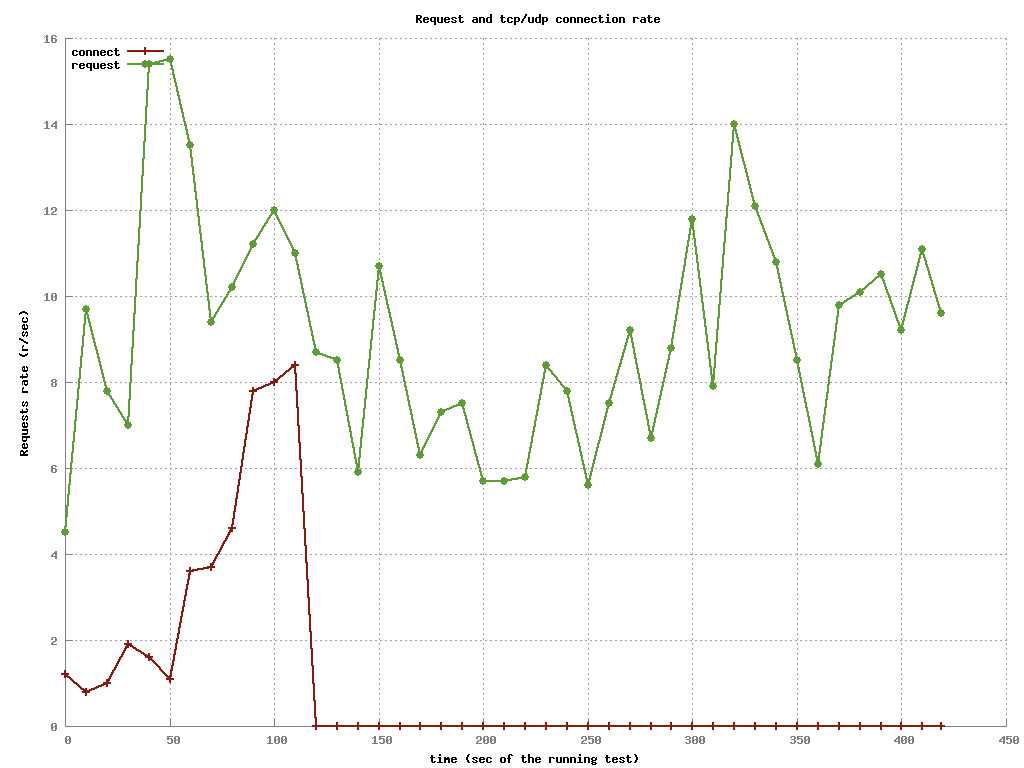 Request and tcp/udp connection rate
16
connect
request
14
12
10
8
6
4
2
0
Requests rate (r/sec)
0 50 100 150 200 250 300 350 400 450
time (sec of the running test)